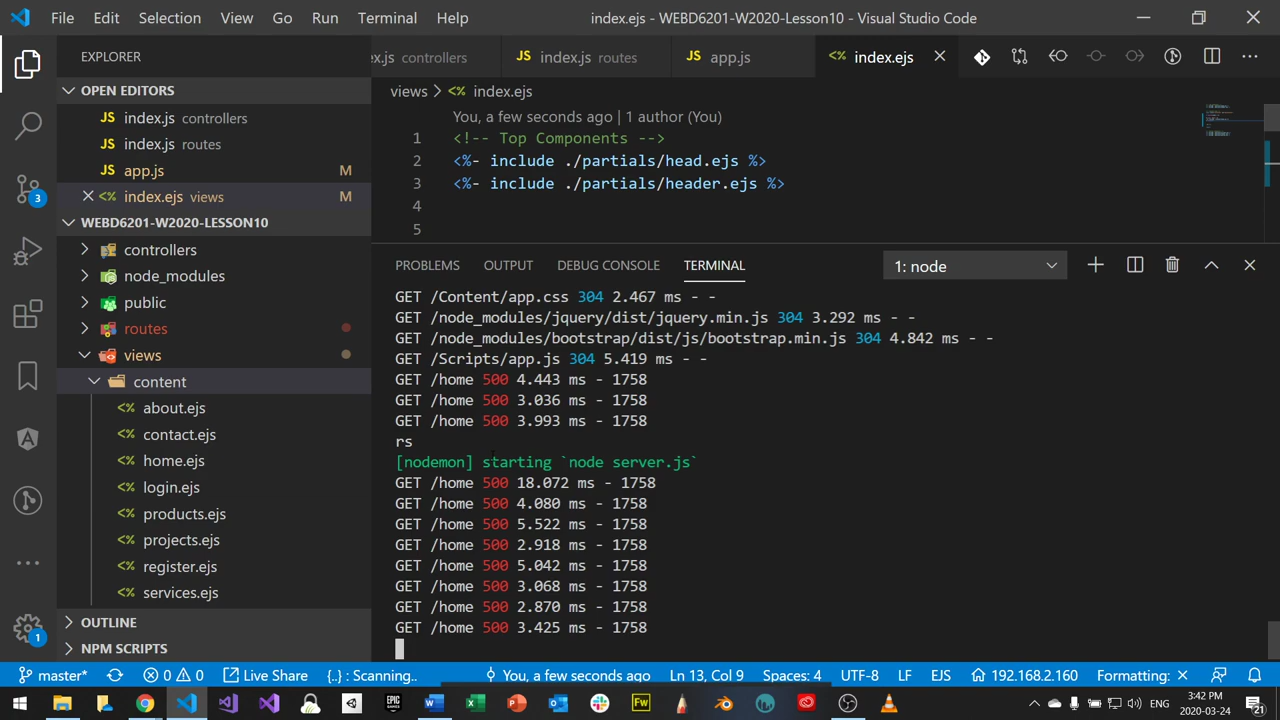 File Edit Selection View Go Run Terminal Help index.ejs - WEBD6201-W2020-Lesson10 - Visual Studio Code
EXPLORER
OPEN EDITORS
JS index.js controllers
JS index.js routes
JS app.js M
<%> index.ejs views M
WEBD6201-W2020-LESSON10
controllers
node_modules
public
routes
views
content
<%> about.ejs
<%> contact.ejs
<%> home.ejs
<%> login.ejs
<%> products.ejs
<%> projects.ejs
<%> register.ejs
<%> services.ejs
OUTLINE
NPM SCRIPTS
3
1
ex.js controllers JS index.js routes JS app.js <%> index.ejs
views > <%> index.ejs
You, a few seconds ago | 1 author (You)
1 <!-- Top Components -->
2 <%- include ./partials/head.ejs %>
3 <%- include ./partials/header.ejs %>
4
5
PROBLEMS OUTPUT DEBUG CONSOLE TERMINAL 1: node
GET /Content/app.css 304 2.467 ms - -
GET /node_modules/jquery/dist/jquery.min.js 304 3.292 ms - -
GET /node_modules/bootstrap/dist/js/bootstrap.min.js 304 4.842 ms - -
GET /Scripts/app.js 304 5.419 ms - -
GET /home 500 4.443 ms - 1758
GET /home 500 3.036 ms - 1758
GET /home 500 3.993 ms - 1758
rs
[nodemon] starting `node server.js`
GET /home 500 18.072 ms - 1758
GET /home 500 4.080 ms - 1758
GET /home 500 5.522 ms - 1758
GET /home 500 2.918 ms - 1758
GET /home 500 5.042 ms - 1758
GET /home 500 3.068 ms - 1758
GET /home 500 2.870 ms - 1758
GET /home 500 3.425 ms - 1758
master* 0 0 Live Share {..} : Scanning.. You, a few seconds ago Ln 13, Col 9 Spaces: 4 UTF-8 LF EJS 192.168.2.160 Formatting: ×
EPIC GAMES Fw 3:42 PM
2020-03-24 21